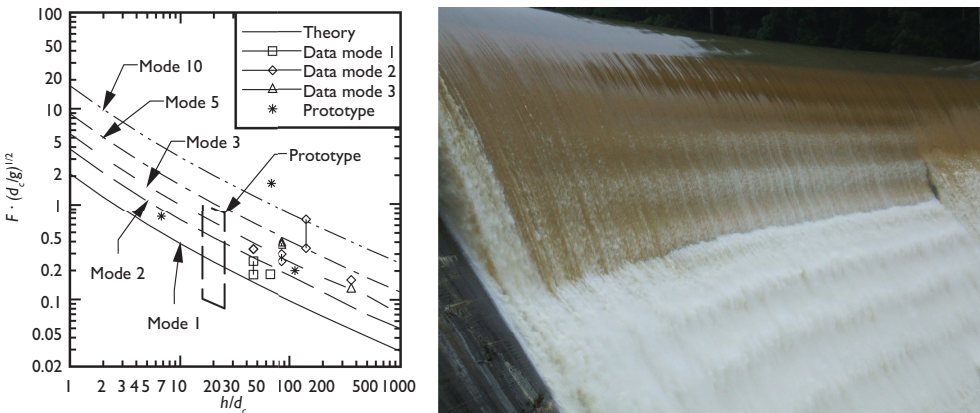 100
50
20
10
5
2
1
0.5
0.2
0.1
0.05
0.02
F · (d_c/g)^1/2
Theory
Data mode 1
Data mode 2
Data mode 3
Prototype
Mode 10
Mode 5
Mode 3
Prototype
Mode 2
Mode 1
1 2 3 4 5 7 10 20 30 50 100 200 500 1000
h/d_c